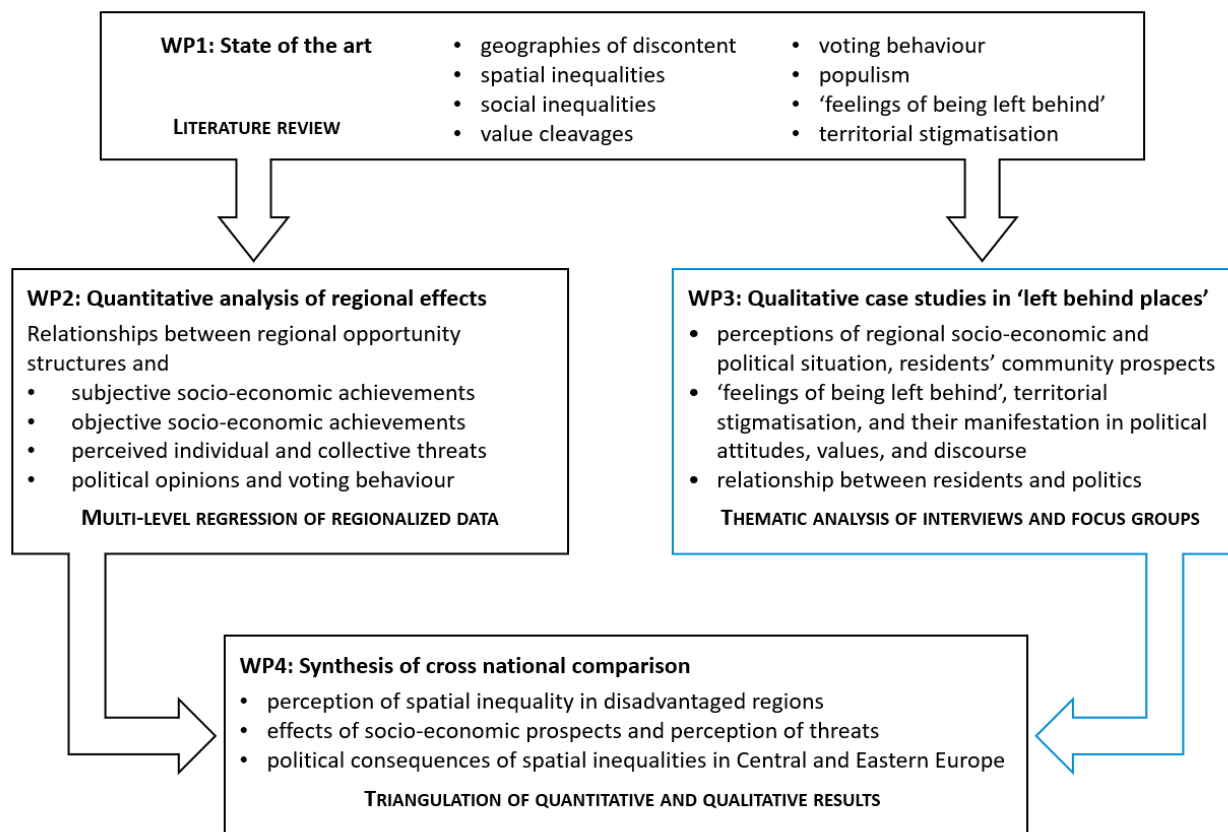 WP1: State of the art
LITERATURE REVIEW
• geographies of discontent
• spatial inequalities
• social inequalities
• value cleavages
• voting behaviour
• populism
• ‘feelings of being left behind’
• territorial stigmatisation
WP2: Quantitative analysis of regional effects
Relationships between regional opportunity
structures and
• subjective socio-economic achievements
• objective socio-economic achievements
• perceived individual and collective threats
• political opinions and voting behaviour
MULTI-LEVEL REGRESSION OF REGIONALIZED DATA
WP3: Qualitative case studies in ‘left behind places’
• perceptions of regional socio-economic and
political situation, residents’ community prospects
• ‘feelings of being left behind’, territorial
stigmatisation, and their manifestation in political
attitudes, values, and discourse
• relationship between residents and politics
THEMATIC ANALYSIS OF INTERVIEWS AND FOCUS GROUPS
WP4: Synthesis of cross national comparison
• perception of spatial inequality in disadvantaged regions
• effects of socio-economic prospects and perception of threats
• political consequences of spatial inequalities in Central and Eastern Europe
TRIANGULATION OF QUANTITATIVE AND QUALITATIVE RESULTS